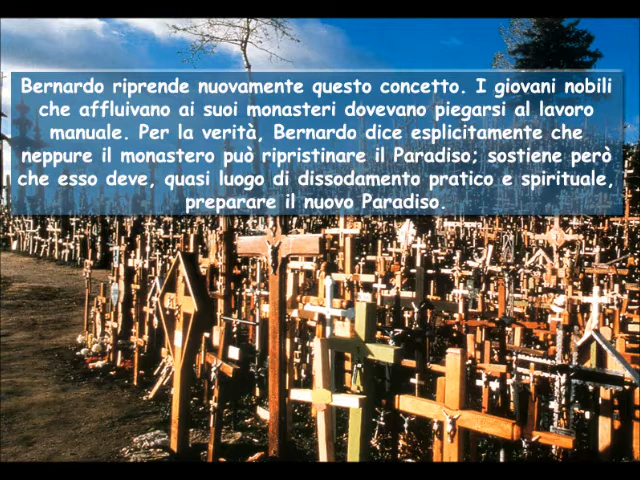 Bernardo riprende nuovamente questo concetto. I giovani nobili
che affluivano ai suoi monasteri dovevano piegarsi al lavoro
manuale. Per la verità, Bernardo dice esplicitamente che
neppure il monastero può ripristinare il Paradiso; sostiene però
che esso deve, quasi luogo di dissodamento pratico e spirituale,
preparare il nuovo Paradiso.